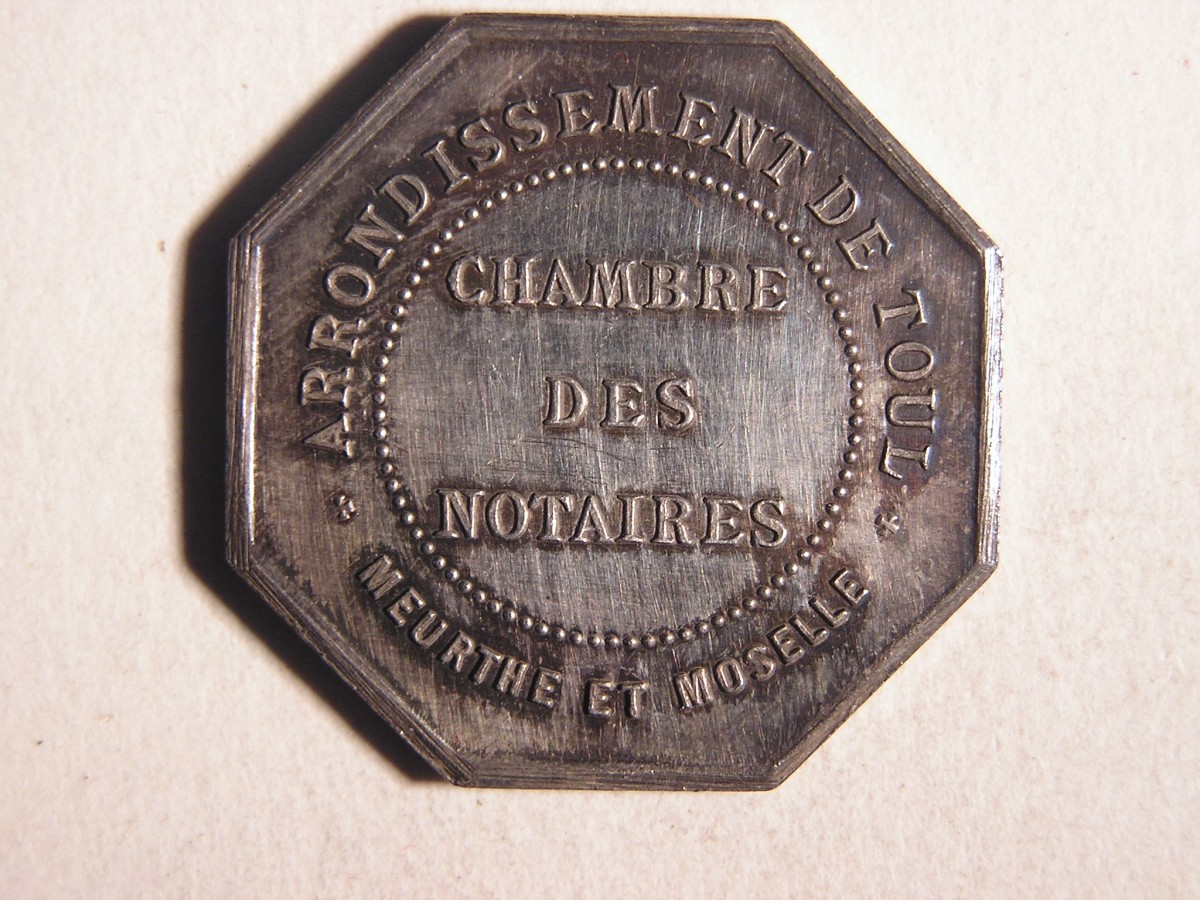 ARRONDISSEMENT DE TOUL
CHAMBRE
DES
NOTAIRES
MEURTHE ET MOSELLE